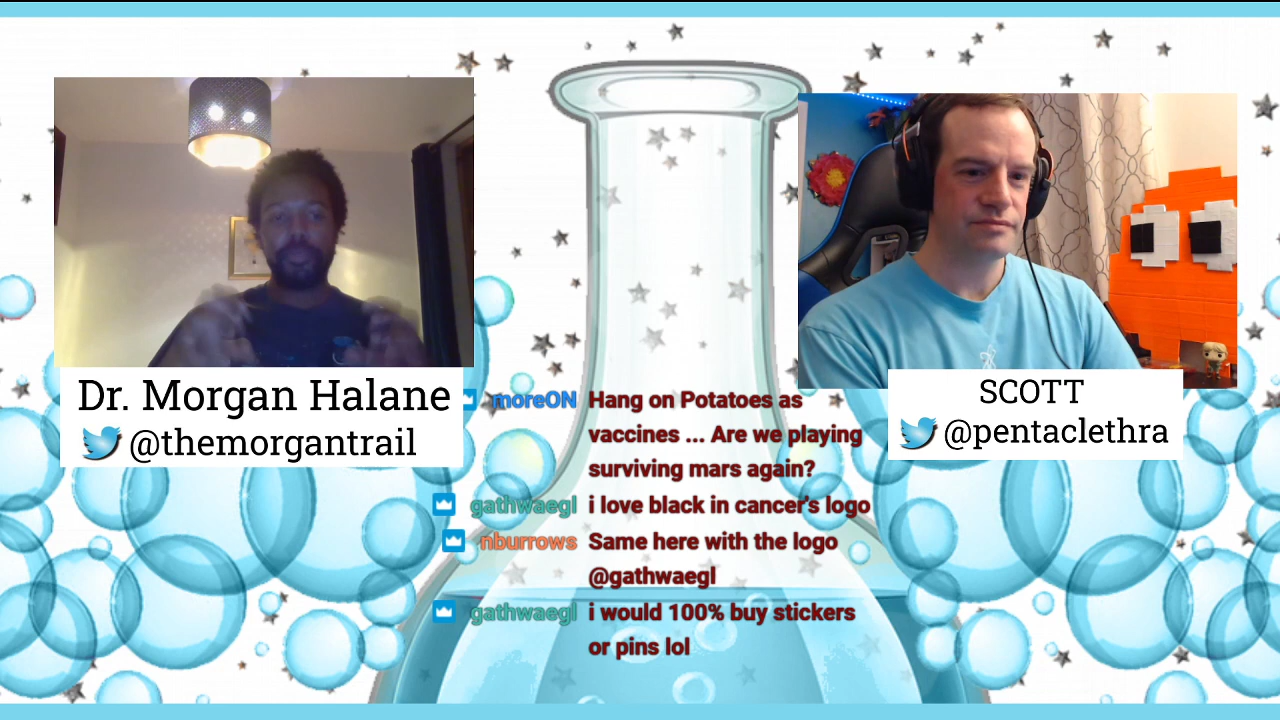 Dr. Morgan Halane
@themorgantrail
SCOTT
@pentaclethra
moreON Hang on Potatoes as
vaccines ... Are we playing
surviving mars again?
gathwaegl i love black in cancer's logo
nburrows Same here with the logo
@gathwaegl
gathwaegl i would 100% buy stickers
or pins lol